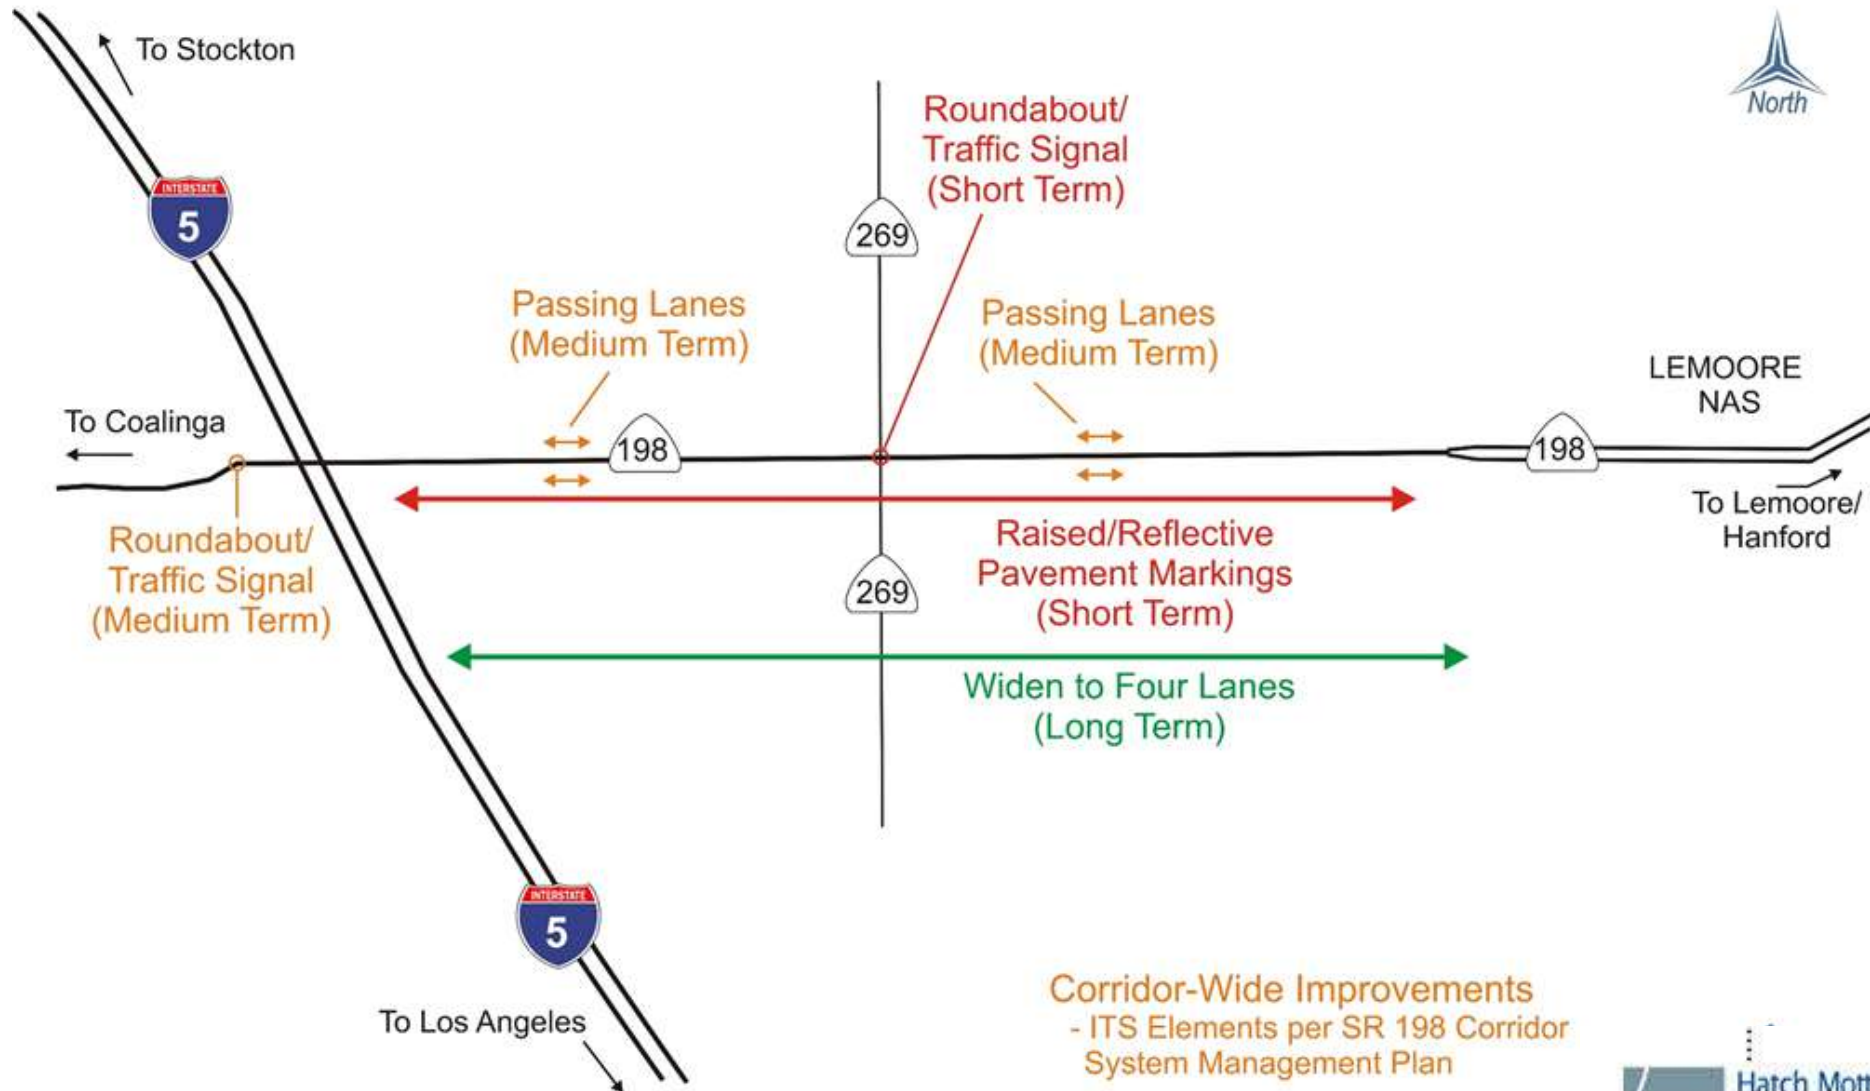 To Stockton
North
Roundabout/
Traffic Signal
(Short Term)
INTERSTATE
5
269
Passing Lanes
(Medium Term)
Passing Lanes
(Medium Term)
LEMOORE
NAS
To Coalinga
198
198
To Lemoore/
Hanford
Roundabout/
Traffic Signal
(Medium Term)
Raised/Reflective
Pavement Markings
(Short Term)
269
Widen to Four Lanes
(Long Term)
INTERSTATE
5
To Los Angeles
Corridor-Wide Improvements
- ITS Elements per SR 198 Corridor
System Management Plan
Hatch Mott